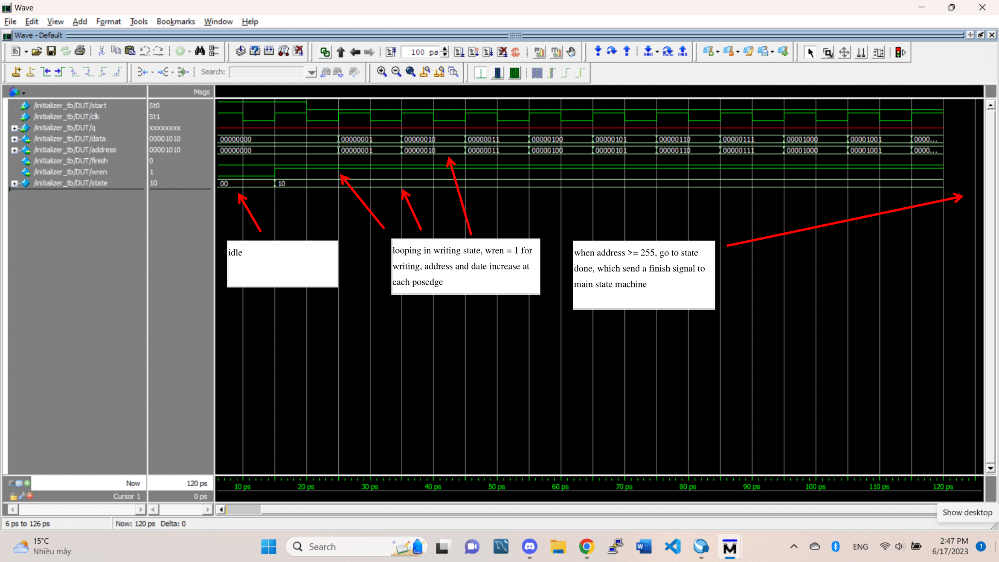 Wave
File Edit View Add Format Tools Bookmarks Window Help
Wave - Default
100 ps
Search:
Msgs
/initializer_tb/DUT/start St0
/initializer_tb/DUT/clk St1
/initializer_tb/DUT/q xxxxxxxx
/initializer_tb/DUT/data 00001010 00000000 00000001 00000010 00000011 00000100 00000101 00000110 00000111 00001000 00001001 0000...
/initializer_tb/DUT/address 00001010 00000000 00000001 00000010 00000011 00000100 00000101 00000110 00000111 00001000 00001001 0000...
/initializer_tb/DUT/finish 0
/initializer_tb/DUT/wren 1
/initializer_tb/DUT/state 10 00 10
idle
looping in writing state, wren = 1 for
writing, address and date increase at
each posedge
when address >= 255, go to state
done, which send a finish signal to
main state machine
Now 120 ps
10 ps 20 ps 30 ps 40 ps 50 ps 60 ps 70 ps 80 ps 90 ps 100 ps 110 ps 120 ps
Cursor 1 0 ps
Show desktop
6 ps to 126 ps Now: 120 ps Delta: 0
15°C
Nhiều mây
Search
ENG
2:47 PM
6/17/2023
1